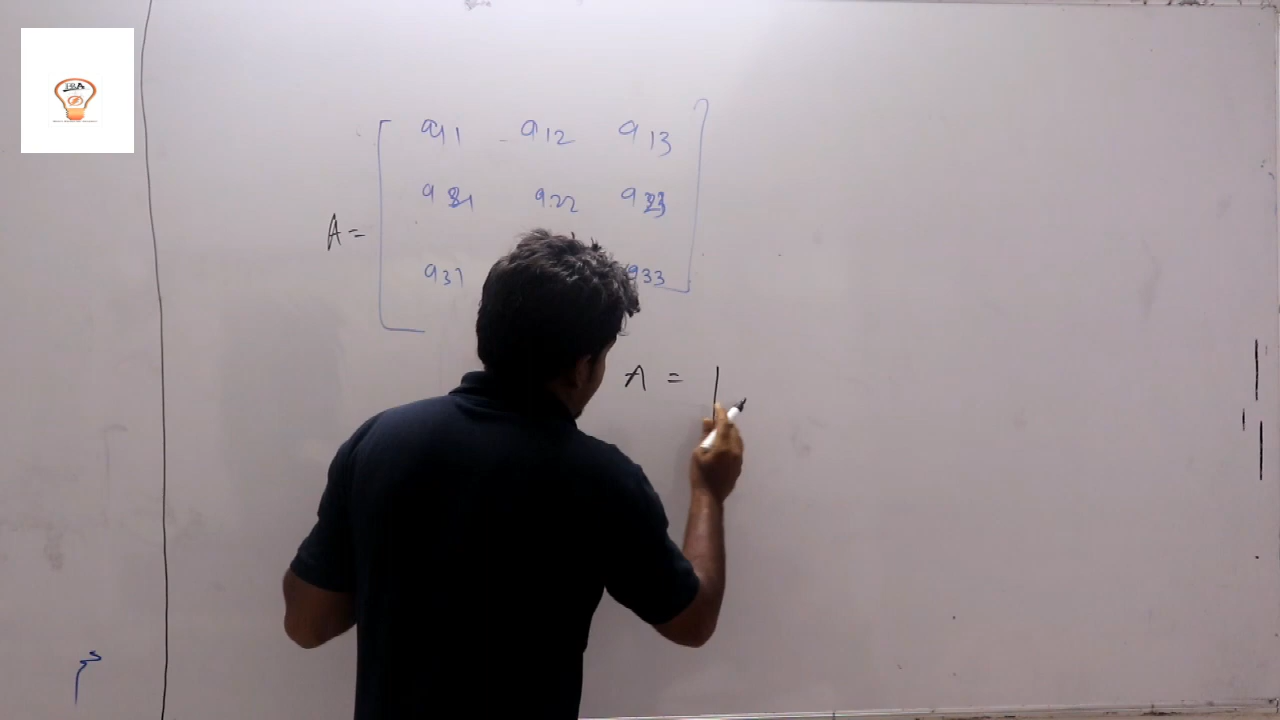 a11 a12 a13
a21 a22 a23
A =
a31 a33
A =